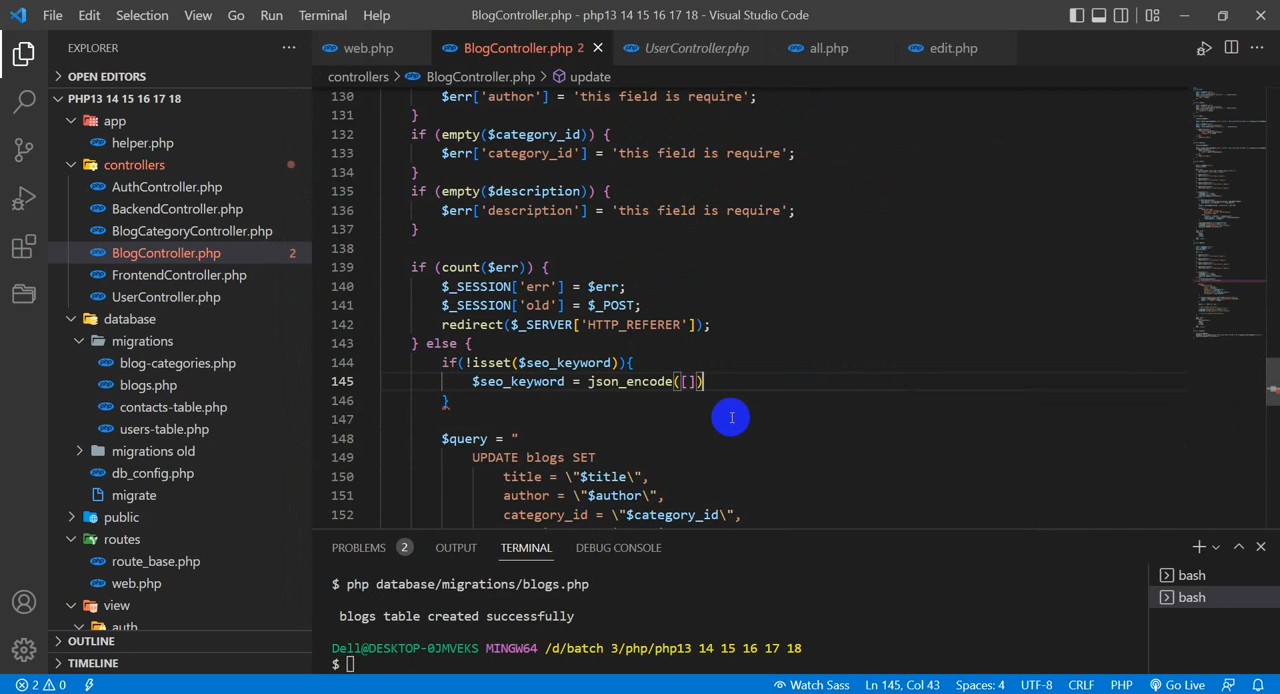 File Edit Selection View Go Run Terminal Help BlogController.php - php13 14 15 16 17 18 - Visual Studio Code
EXPLORER
OPEN EDITORS
PHP13 14 15 16 17 18
app
helper.php
controllers
AuthController.php
BackendController.php
BlogCategoryController.php
BlogController.php 2
FrontendController.php
UserController.php
database
migrations
blog-categories.php
blogs.php
contacts-table.php
users-table.php
migrations old
db_config.php
migrate
public
routes
route_base.php
web.php
view
auth
OUTLINE
TIMELINE
web.php BlogController.php 2 UserController.php all.php edit.php
controllers > BlogController.php > update
130 $err['author'] = 'this field is require';
131 }
132 if (empty($category_id)) {
133 $err['category_id'] = 'this field is require';
134 }
135 if (empty($description)) {
136 $err['description'] = 'this field is require';
137 }
138
139 if (count($err)) {
140 $_SESSION['err'] = $err;
141 $_SESSION['old'] = $_POST;
142 redirect($_SERVER['HTTP_REFERER']);
143 } else {
144 if(!isset($seo_keyword)){
145 $seo_keyword = json_encode([])
146 }
147
148 $query = "
149 UPDATE blogs SET
150 title = \"$title\",
151 author = \"$author\",
152 category_id = \"$category_id\",
PROBLEMS 2 OUTPUT TERMINAL DEBUG CONSOLE
$ php database/migrations/blogs.php
blogs table created successfully
Dell@DESKTOP-0JMVEKS MINGW64 /d/batch 3/php/php13 14 15 16 17 18
$
bash
bash
2 0 Watch Sass Ln 145, Col 43 Spaces: 4 UTF-8 CRLF PHP Go Live